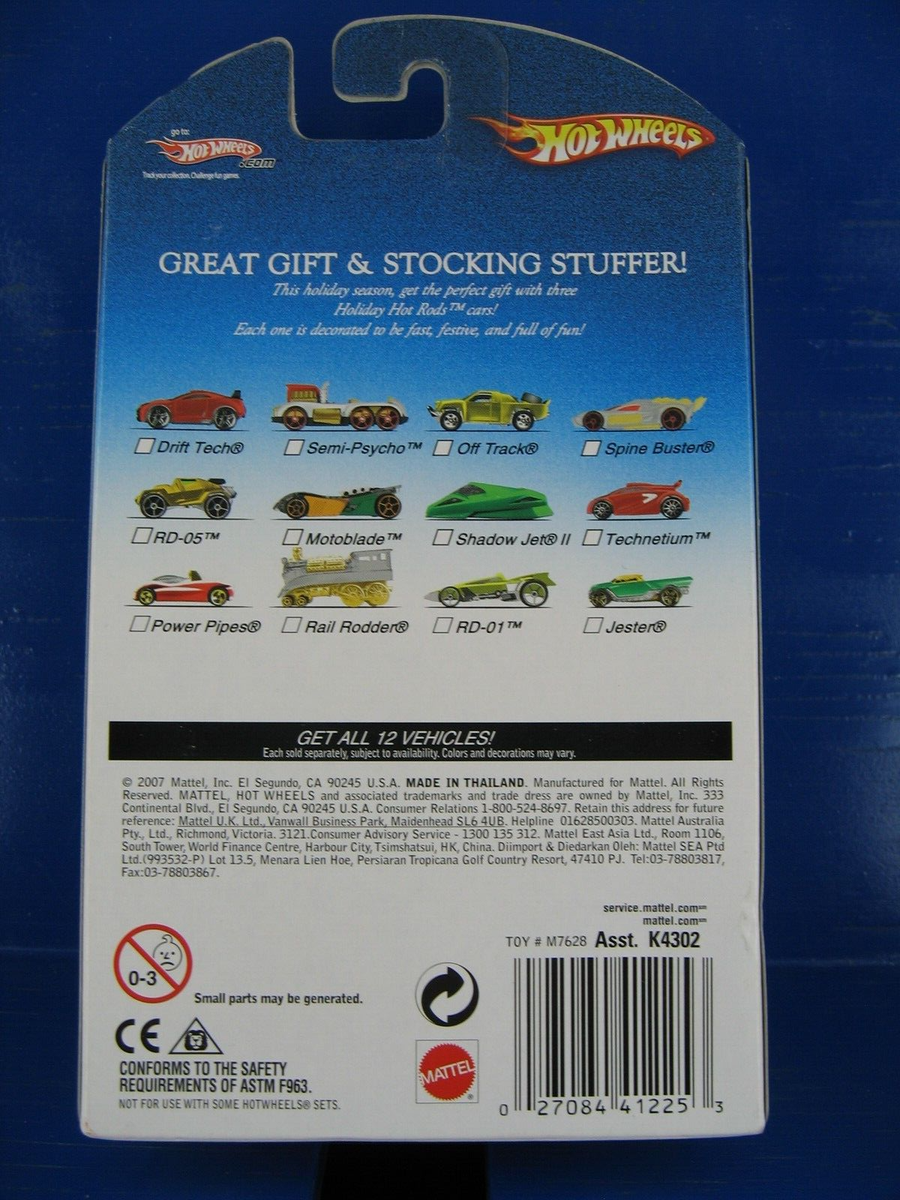 go to:
HOT WHEELS
.COM
Track your collection. Challenge fun games.
HOT WHEELS
GREAT GIFT & STOCKING STUFFER!
This holiday season, get the perfect gift with three
Holiday Hot Rods™ cars!
Each one is decorated to be fast, festive, and full of fun!
Drift Tech® Semi-Psycho™ Off Track® Spine Buster®
RD-05™ Motoblade™ Shadow Jet® II Technetium™
Power Pipes® Rail Rodder® RD-01™ Jester®
GET ALL 12 VEHICLES!
Each sold separately, subject to availability. Colors and decorations may vary.
© 2007 Mattel, Inc. El Segundo, CA 90245 U.S.A. MADE IN THAILAND. Manufactured for Mattel. All Rights
Reserved. MATTEL, HOT WHEELS and associated trademarks and trade dress are owned by Mattel, Inc. 333
Continental Blvd., El Segundo, CA 90245 U.S.A. Consumer Relations 1-800-524-8697. Retain this address for future
reference: Mattel U.K. Ltd., Vanwall Business Park, Maidenhead SL6 4UB. Helpline 01628500303. Mattel Australia
Pty., Ltd., Richmond, Victoria. 3121.Consumer Advisory Service - 1300 135 312. Mattel East Asia Ltd., Room 1106,
South Tower, World Finance Centre, Harbour City, Tsimshatsui, HK, China. Diimport & Diedarkan Oleh: Mattel SEA Ptd
Ltd.(993532-P) Lot 13.5, Menara Lien Hoe, Persiaran Tropicana Golf Country Resort, 47410 PJ. Tel:03-78803817,
Fax:03-78803867.
service.mattel.com
mattel.com
TOY # M7628 Asst. K4302
0-3
Small parts may be generated.
CE
CONFORMS TO THE SAFETY
REQUIREMENTS OF ASTM F963.
NOT FOR USE WITH SOME HOTWHEELS® SETS.
MATTEL®
0 27084 41225 3